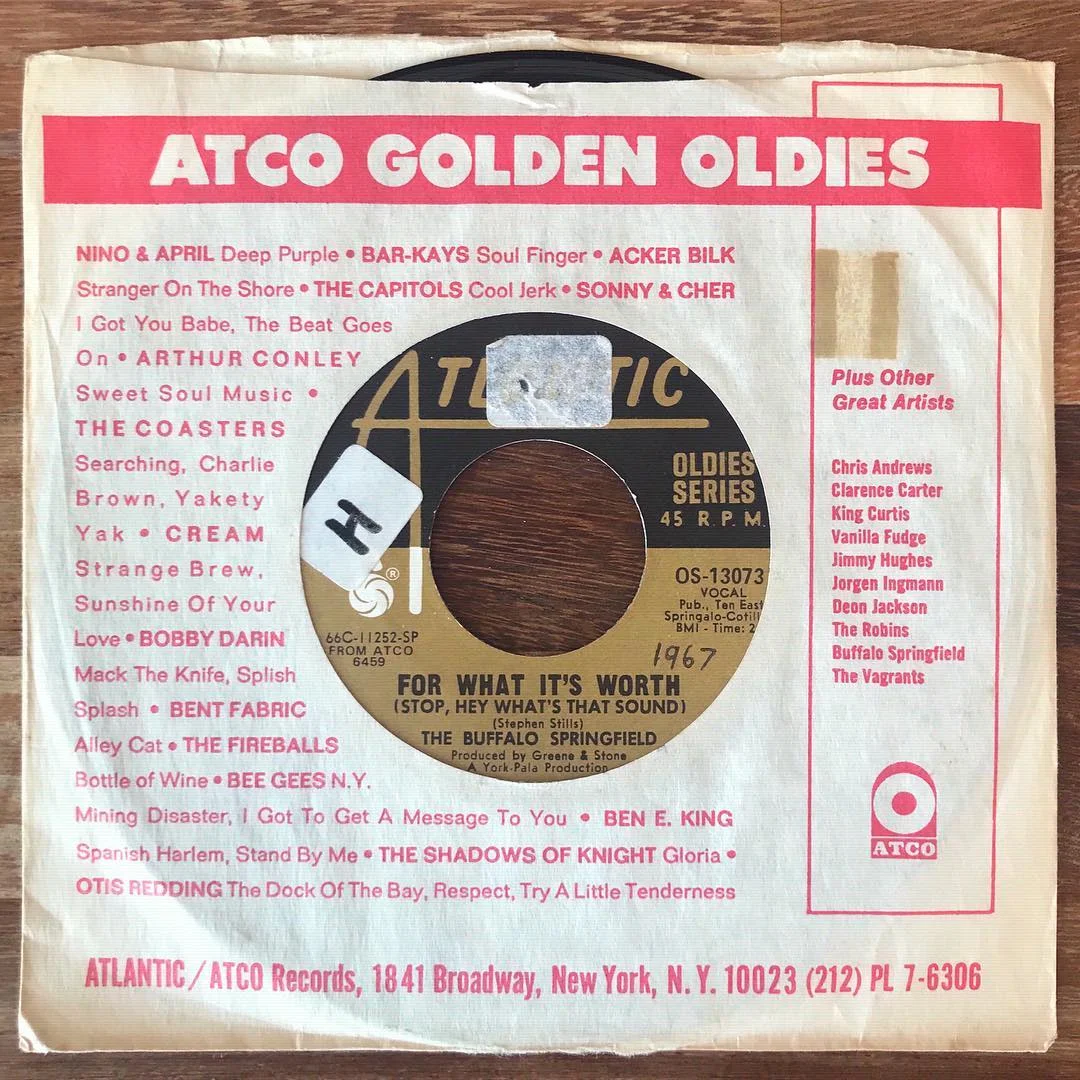 ATCO GOLDEN OLDIES
NINO & APRIL Deep Purple • BAR-KAYS Soul Finger • ACKER BILK
Stranger On The Shore • THE CAPITOLS Cool Jerk • SONNY & CHER
I Got You Babe, The Beat Goes
On • ARTHUR CONLEY
Sweet Soul Music •
THE COASTERS
Searching, Charlie
Brown, Yakety
Yak • CREAM
Strange Brew,
Sunshine Of Your
Love • BOBBY DARIN
Mack The Knife, Splish
Splash • BENT FABRIC
Alley Cat • THE FIREBALLS
Bottle of Wine • BEE GEES N.Y.
Mining Disaster, I Got To Get A Message To You • BEN E. KING
Spanish Harlem, Stand By Me • THE SHADOWS OF KNIGHT Gloria •
OTIS REDDING The Dock Of The Bay, Respect, Try A Little Tenderness
Plus Other
Great Artists
Chris Andrews
Clarence Carter
King Curtis
Vanilla Fudge
Jimmy Hughes
Jorgen Ingmann
Deon Jackson
The Robins
Buffalo Springfield
The Vagrants
ATCO
ATLANTIC / ATCO Records, 1841 Broadway, New York, N. Y. 10023 (212) PL 7-6306
H
®
OLDIES
SERIES
45 R.P.M.
OS-13073
VOCAL
Pub., Ten East
BMI - Time: 2
1967
66C-11252-SP
FROM ATCO
6459
FOR WHAT IT'S WORTH
(STOP, HEY WHAT'S THAT SOUND)
(Stephen Stills)
THE BUFFALO SPRINGFIELD
Produced by Greene & Stone
A York-Pala Production